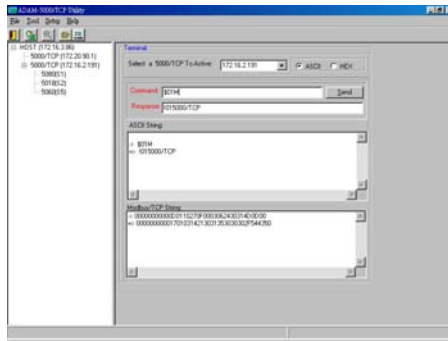 ADAM-5000/TCP Utility
File Tool Setup Help
HOST (172.16.3.86)
5000/TCP (172.20.90.1)
5000/TCP (172.16.2.191)
5080(S1)
5018(S2)
5060(S5)
Terminal
Select a 5000/TCP To Active: 172.16.2.191 ASCII HEX
Command: $01M Send
Response: !015000/TCP
ASCII String:
-> $01M
=> !015000/TCP
Modbus/TCP String: